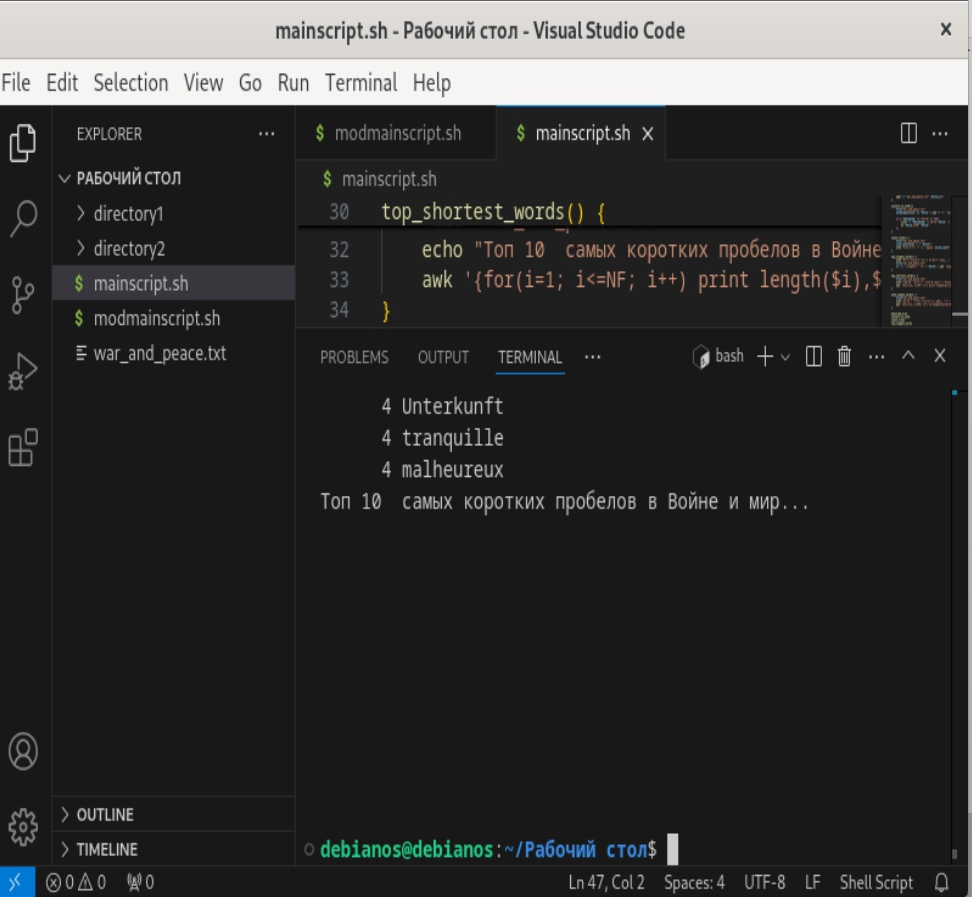 mainscript.sh - Рабочий стол - Visual Studio Code
File Edit Selection View Go Run Terminal Help
EXPLORER
РАБОЧИЙ СТОЛ
directory1
directory2
$ mainscript.sh
$ modmainscript.sh
war_and_peace.txt
OUTLINE
TIMELINE
$ modmainscript.sh $ mainscript.sh
$ mainscript.sh
30 top_shortest_words() {
32 echo "Топ 10  самых коротких пробелов в Войне
33 awk '{for(i=1; i<=NF; i++) print length($i),$
34 }
PROBLEMS OUTPUT TERMINAL ··· bash
4 Unterkunft
4 tranquille
4 malheureux
Топ 10  самых коротких пробелов в Войне и мир...
debianos@debianos:~/Рабочий стол$
0 0 0 Ln 47, Col 2 Spaces: 4 UTF-8 LF Shell Script